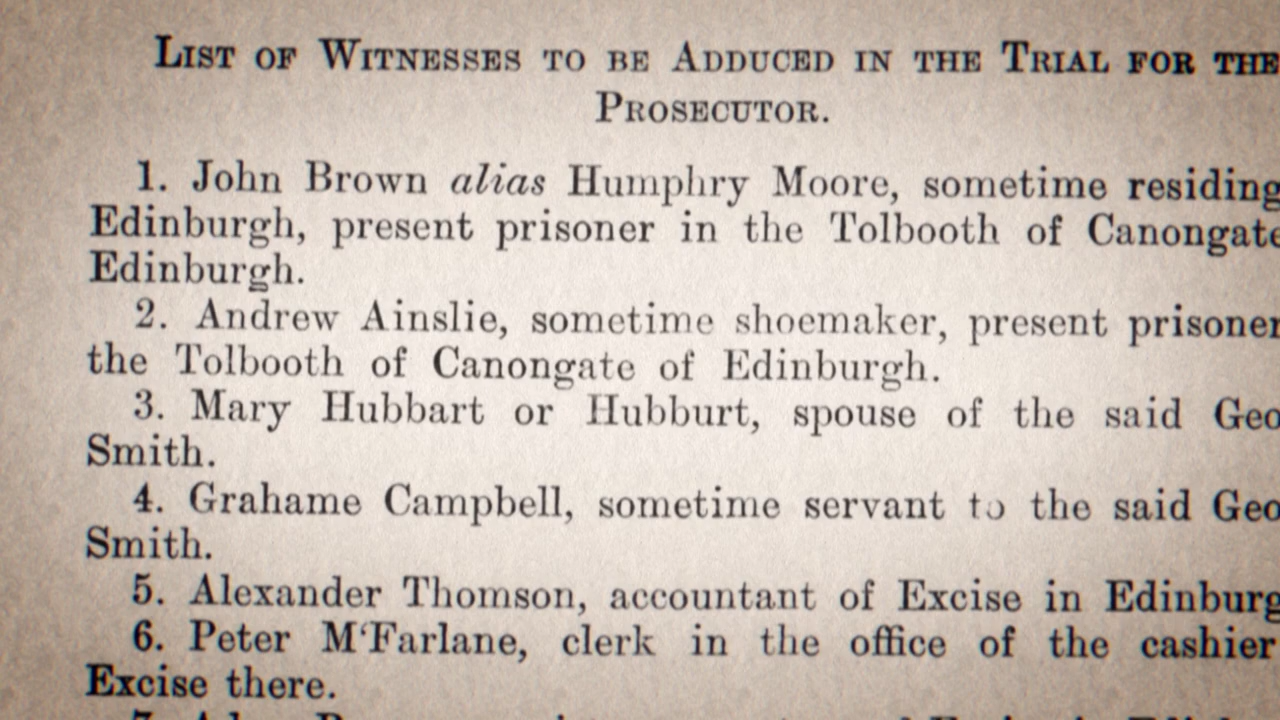 List of Witnesses to be Adduced in the Trial for the
Prosecutor.
1. John Brown alias Humphry Moore, sometime residing
Edinburgh, present prisoner in the Tolbooth of Canongate
Edinburgh.
2. Andrew Ainslie, sometime shoemaker, present prisoner
the Tolbooth of Canongate of Edinburgh.
3. Mary Hubbart or Hubburt, spouse of the said Geo
Smith.
4. Grahame Campbell, sometime servant to the said Geo
Smith.
5. Alexander Thomson, accountant of Excise in Edinburg
6. Peter M‘Farlane, clerk in the office of the cashier
Excise there.